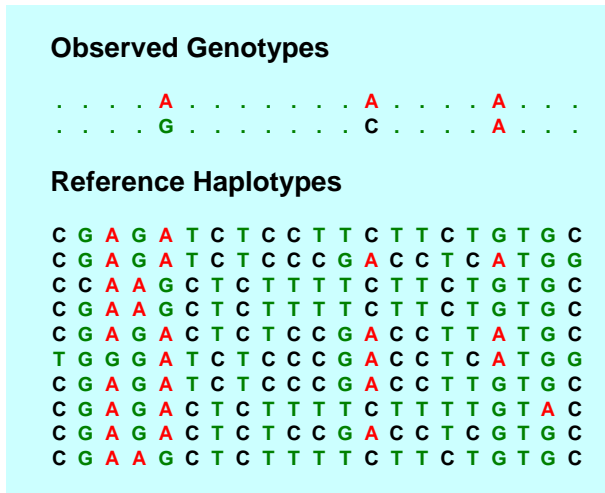 Observed Genotypes
. . . . A . . . . . . . A . . . . A . . .
. . . . G . . . . . . . C . . . . A . . .
Reference Haplotypes
C G A G A T C T C C T T C T T C T G T G C
C G A G A T C T C C C G A C C T C A T G G
C C A A G C T C T T T T C T T C T G T G C
C G A A G C T C T T T T C T T C T G T G C
C G A G A C T C T C C G A C C T T A T G C
T G G G A T C T C C C G A C C T C A T G G
C G A G A T C T C C C G A C C T T G T G C
C G A G A C T C T T T T C T T T T G T A C
C G A G A C T C T C C G A C C T C G T G C
C G A A G C T C T T T T C T T C T G T G C